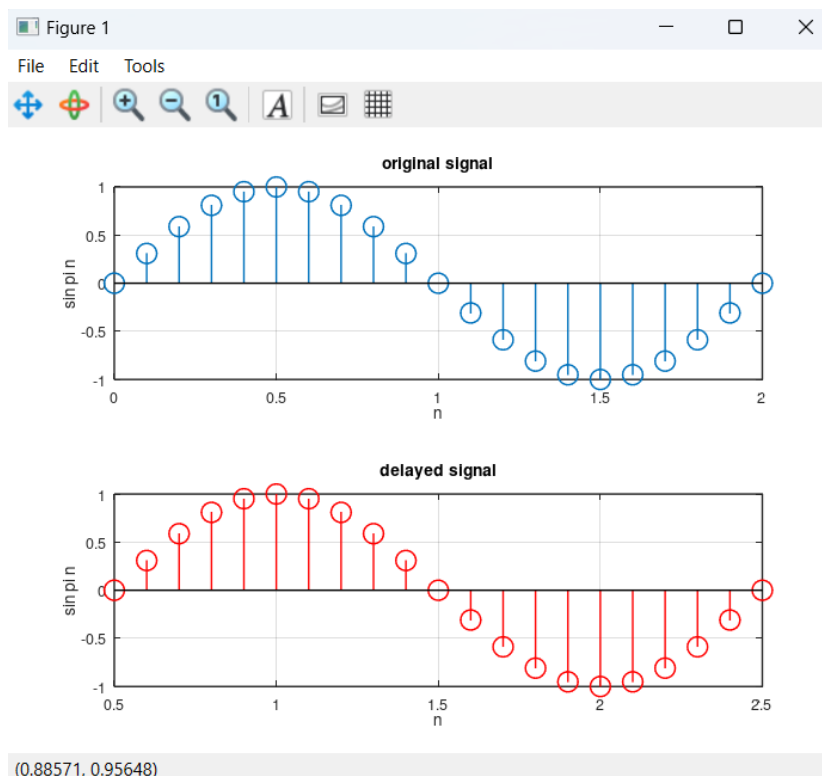 Figure 1
File Edit Tools
A
original signal
1
0.5
0
-0.5
-1
sin pi n
0 0.5 1 1.5 2
n
delayed signal
1
0.5
0
-0.5
-1
sin pi n
0.5 1 1.5 2 2.5
n
(0.88571, 0.95648)